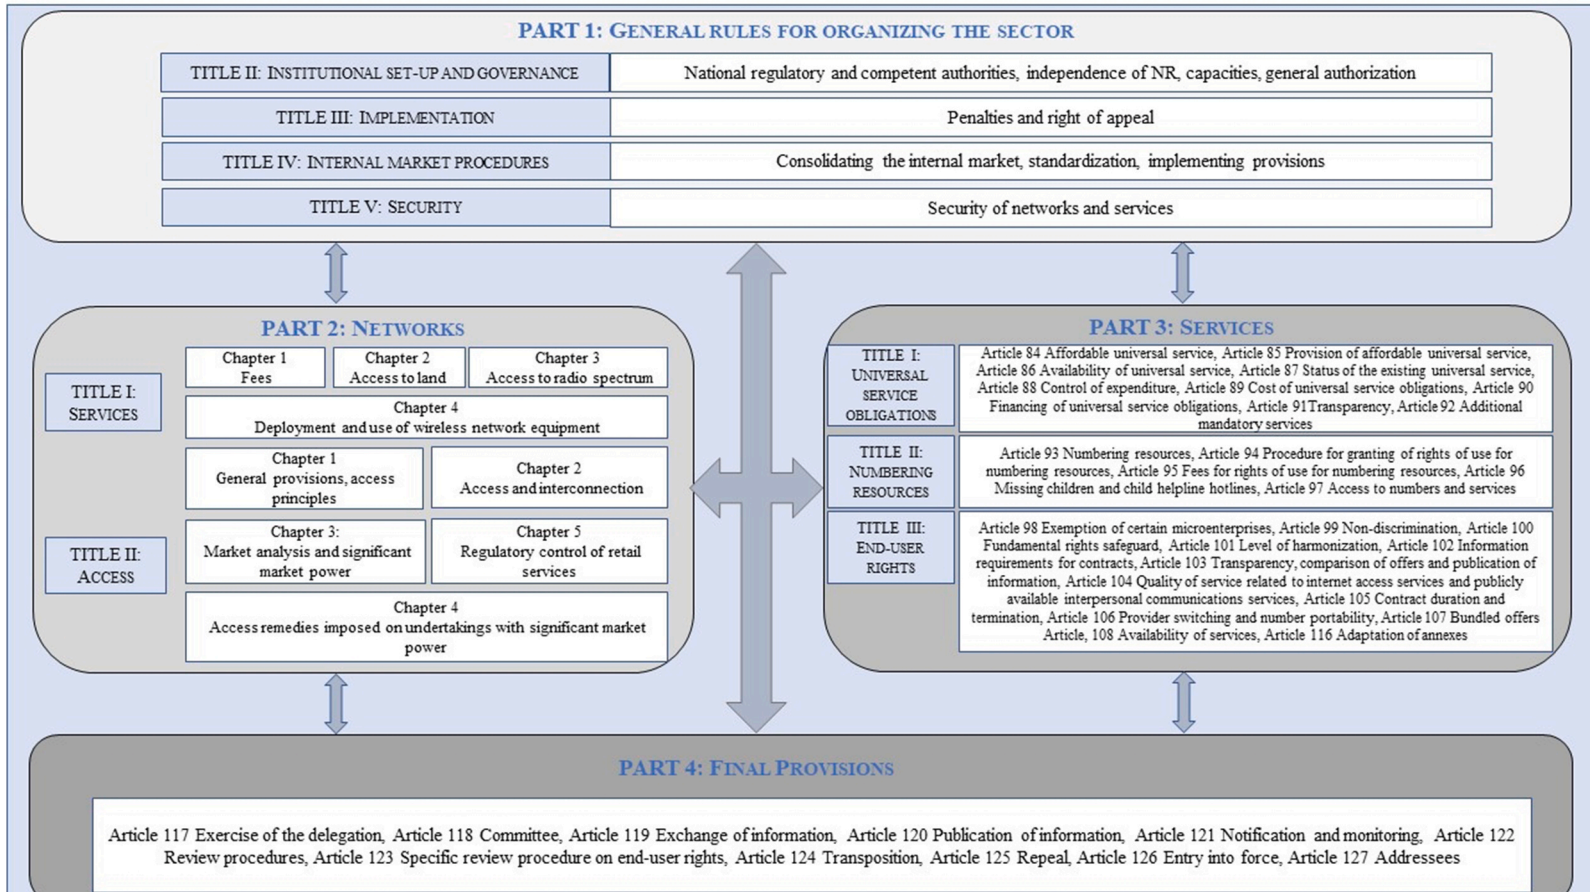 PART 1: GENERAL RULES FOR ORGANIZING THE SECTOR
TITLE II: INSTITUTIONAL SET-UP AND GOVERNANCE
National regulatory and competent authorities, independence of NR, capacities, general authorization
TITLE III: IMPLEMENTATION
Penalties and right of appeal
TITLE IV: INTERNAL MARKET PROCEDURES
Consolidating the internal market, standardization, implementing provisions
TITLE V: SECURITY
Security of networks and services
PART 2: NETWORKS
TITLE I:
SERVICES
Chapter 1
Fees
Chapter 2
Access to land
Chapter 3
Access to radio spectrum
Chapter 4
Deployment and use of wireless network equipment
TITLE II:
ACCESS
Chapter 1
General provisions, access
principles
Chapter 2
Access and interconnection
Chapter 3:
Market analysis and significant
market power
Chapter 5
Regulatory control of retail
services
Chapter 4
Access remedies imposed on undertakings with significant market
power
PART 3: SERVICES
TITLE I:
UNIVERSAL
SERVICE
OBLIGATIONS
Article 84 Affordable universal service, Article 85 Provision of affordable universal service,
Article 86 Availability of universal service, Article 87 Status of the existing universal service,
Article 88 Control of expenditure, Article 89 Cost of universal service obligations, Article 90
Financing of universal service obligations, Article 91Transparency, Article 92 Additional
mandatory services
TITLE II:
NUMBERING
RESOURCES
Article 93 Numbering resources, Article 94 Procedure for granting of rights of use for
numbering resources, Article 95 Fees for rights of use for numbering resources, Article 96
Missing children and child helpline hotlines, Article 97 Access to numbers and services
TITLE III:
END-USER
RIGHTS
Article 98 Exemption of certain microenterprises, Article 99 Non-discrimination, Article 100
Fundamental rights safeguard, Article 101 Level of harmonization, Article 102 Information
requirements for contracts, Article 103 Transparency, comparison of offers and publication of
information, Article 104 Quality of service related to internet access services and publicly
available interpersonal communications services, Article 105 Contract duration and
termination, Article 106 Provider switching and number portability, Article 107 Bundled offers
Article, 108 Availability of services, Article 116 Adaptation of annexes
PART 4: FINAL PROVISIONS
Article 117 Exercise of the delegation, Article 118 Committee, Article 119 Exchange of information, Article 120 Publication of information, Article 121 Notification and monitoring, Article 122
Review procedures, Article 123 Specific review procedure on end-user rights, Article 124 Transposition, Article 125 Repeal, Article 126 Entry into force, Article 127 Addressees